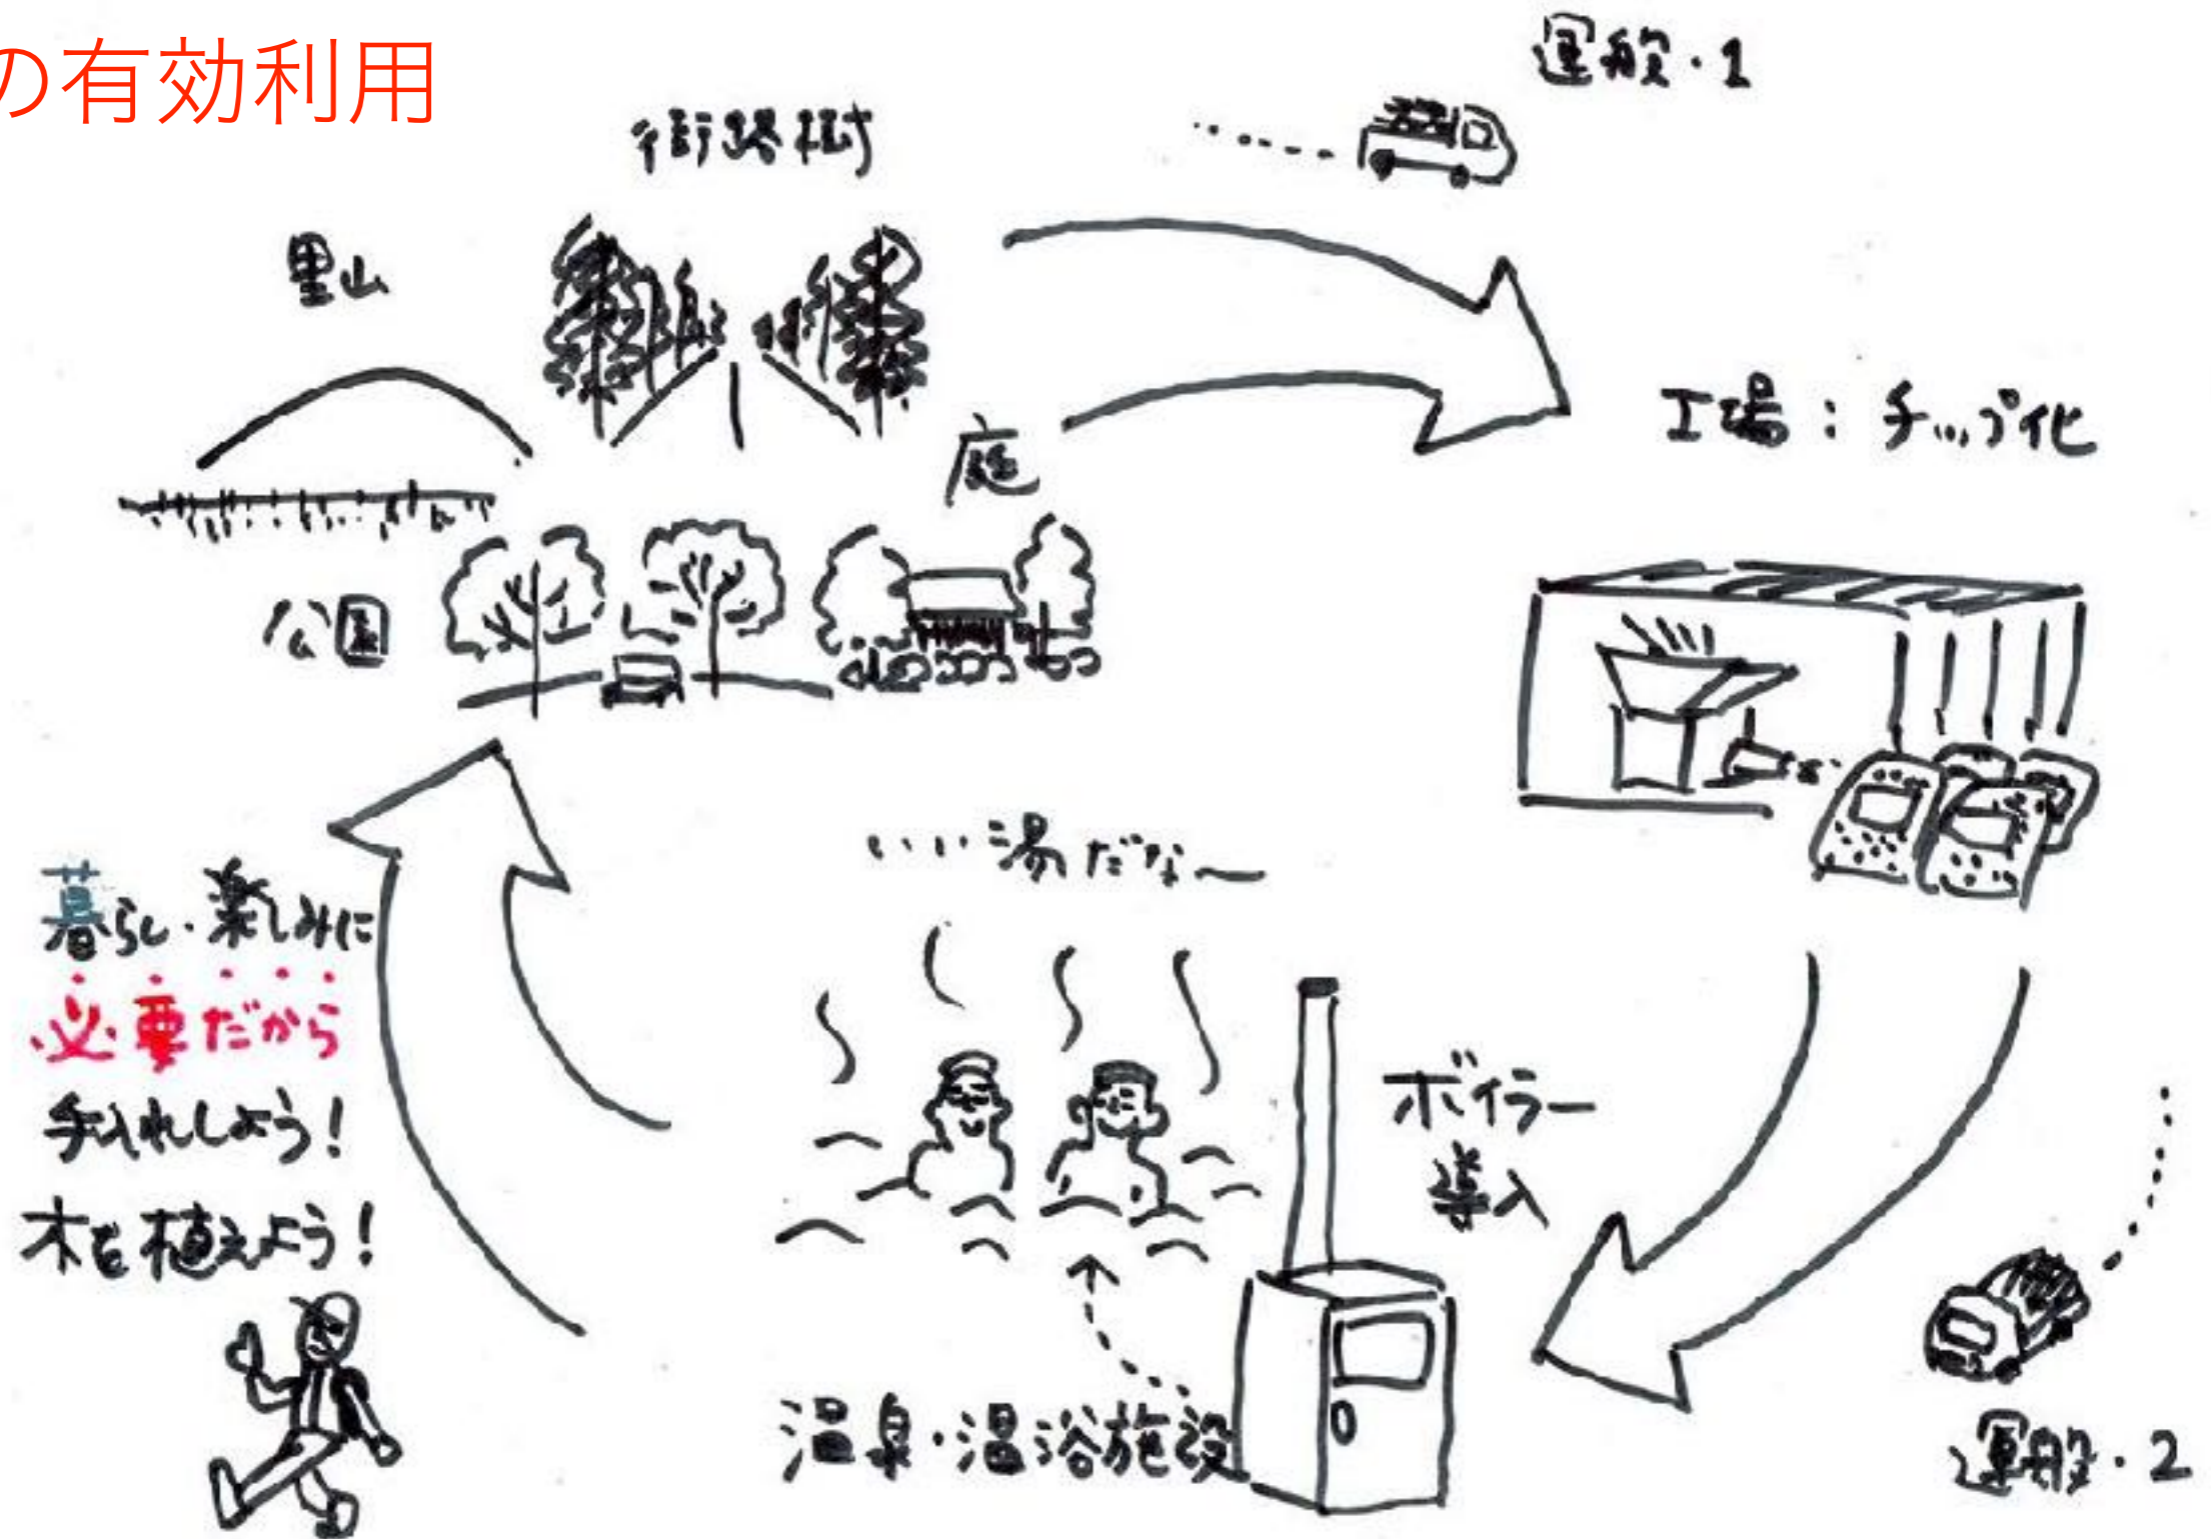 の有効利用
運般・1
街路樹
里山
工場：チップ化
庭
公園
いい湯だな〜
暮らし・楽しみに
必要だから
手入れしよう！
木を植えよう！
ボイラー
導入
温泉・温浴施設
運般・2